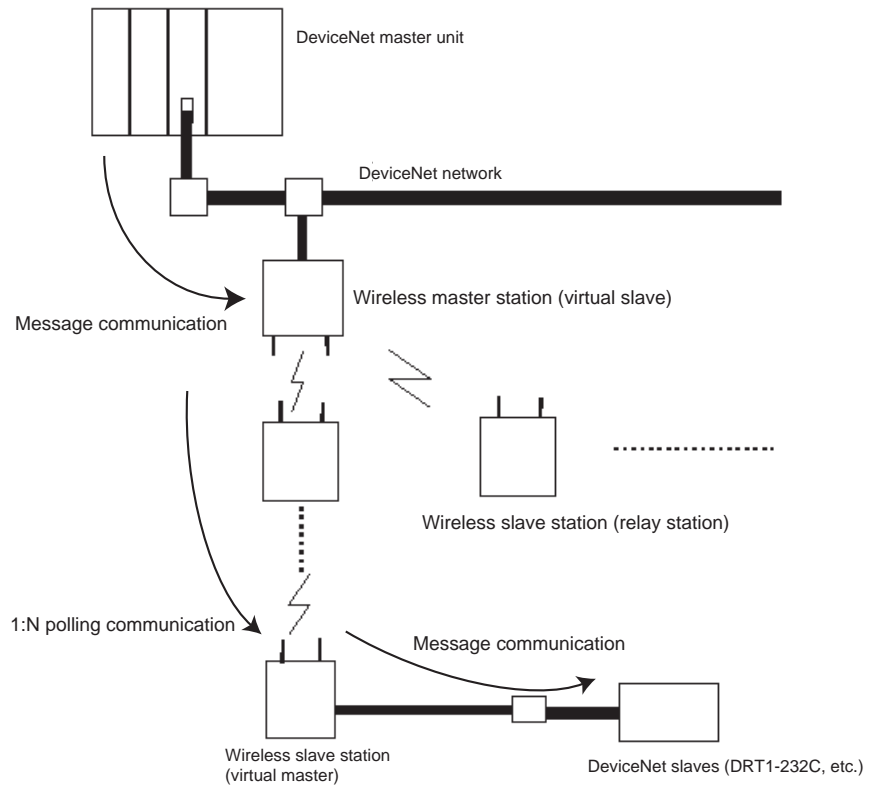 DeviceNet master unit
DeviceNet network
Wireless master station (virtual slave)
Message communication
Wireless slave station (relay station)
1:N polling communication
Message communication
Wireless slave station
(virtual master)
DeviceNet slaves (DRT1-232C, etc.)